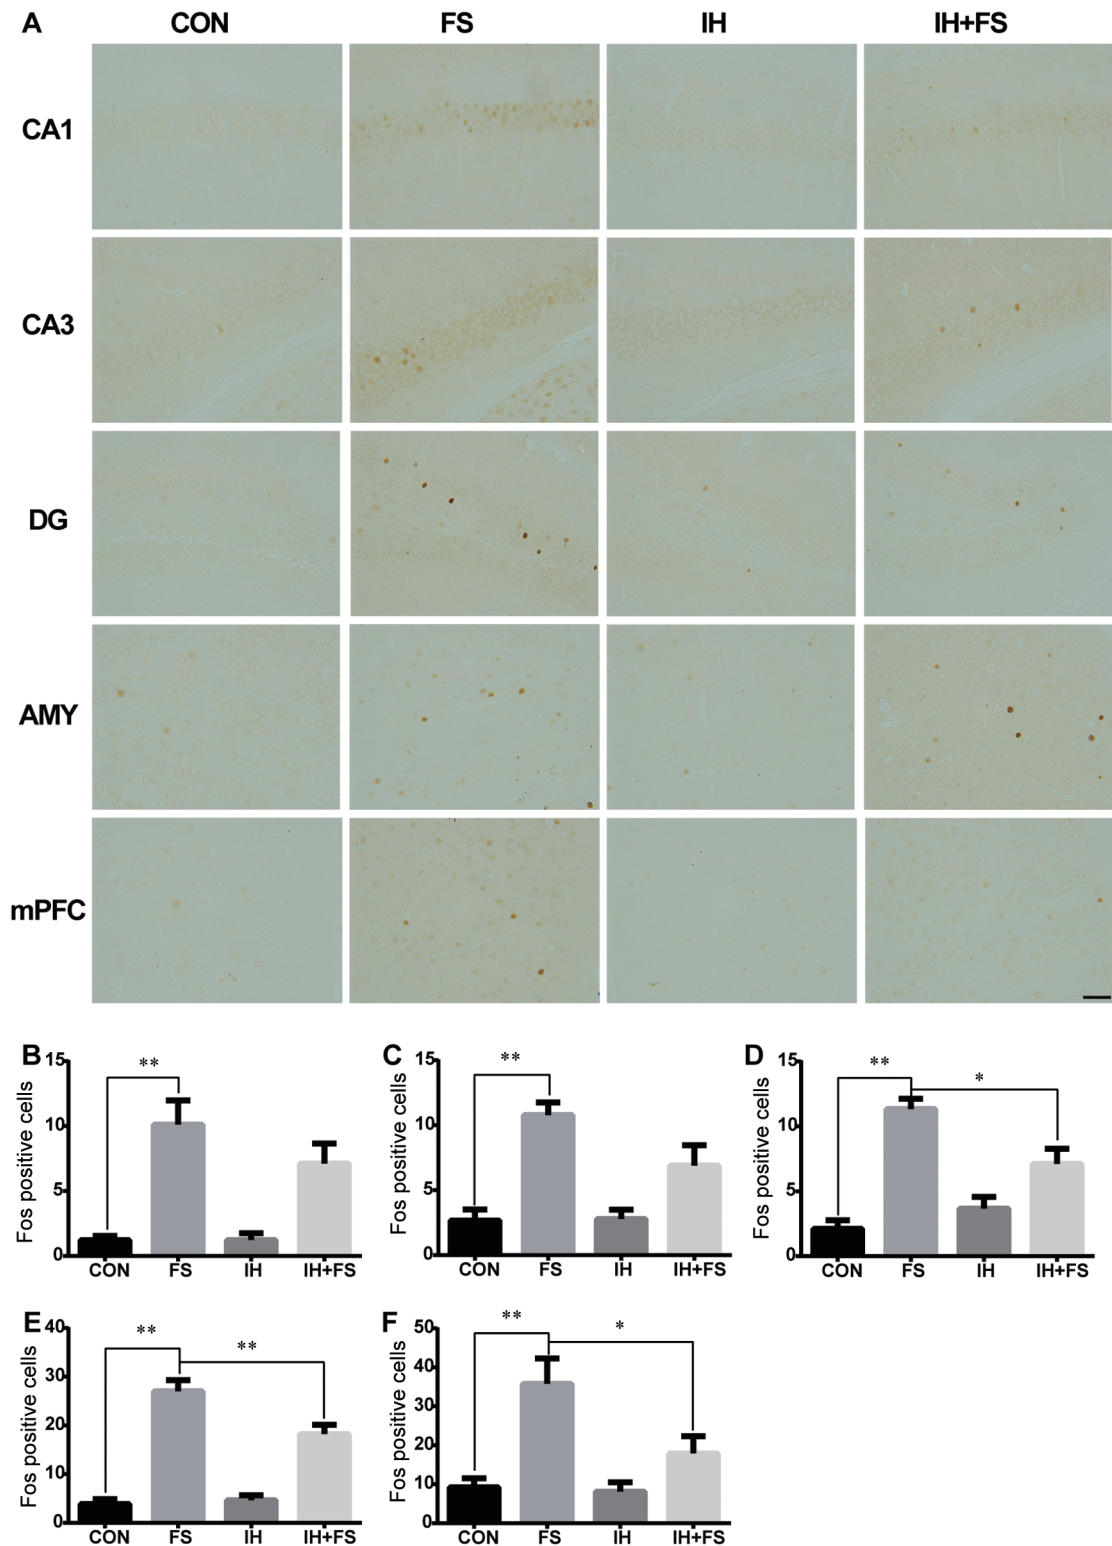 A CON FS IH IH+FS
CA1
CA3
DG
AMY
mPFC
B
Fos positive cells
15
10
5
0
**
CON FS IH IH+FS
C
Fos positive cells
15
10
5
0
**
CON FS IH IH+FS
D
Fos positive cells
15
10
5
0
**
*
CON FS IH IH+FS
E
Fos positive cells
40
30
20
10
0
**
**
CON FS IH IH+FS
F
Fos positive cells
50
40
30
20
10
0
**
*
CON FS IH IH+FS